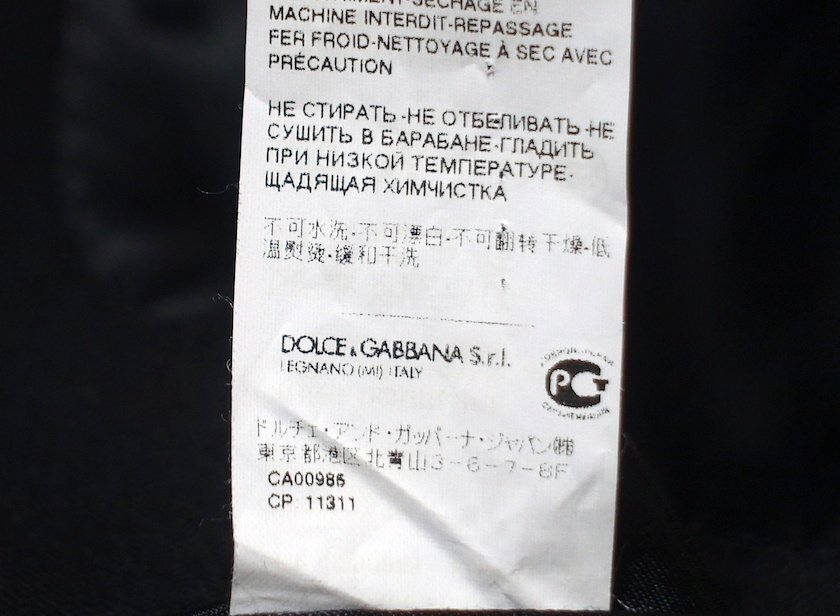 SÉCHAGE EN
MACHINE INTERDIT-REPASSAGE
FER FROID-NETTOYAGE À SEC AVEC
PRÉCAUTION
НЕ СТИРАТЬ-НЕ ОТБЕЛИВАТЬ-НЕ
СУШИТЬ В БАРАБАНЕ-ГЛАДИТЬ
ПРИ НИЗКОЙ ТЕМПЕРАТУРЕ-
ЩАДЯЩАЯ ХИМЧИСТКА
不可水洗-不可漂白-不可翻转干燥-低
温熨烫-缓和干洗
DOLCE & GABBANA S.r.l.
LEGNANO (MI) ITALY
РСТ
ドルチェ・アンド・ガッバーナ・ジャパン㈱
東京都港区北青山3-6-7-8F
CA00986
CP 11311